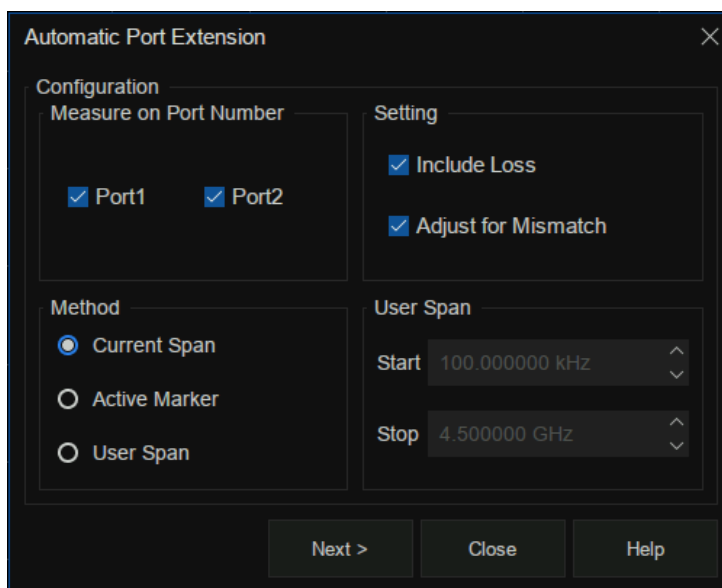 Automatic Port Extension
Configuration
Measure on Port Number
Port1 Port2
Setting
Include Loss
Adjust for Mismatch
Method
Current Span
Active Marker
User Span
User Span
Start 100.000000 kHz
Stop 4.500000 GHz
Next > Close Help